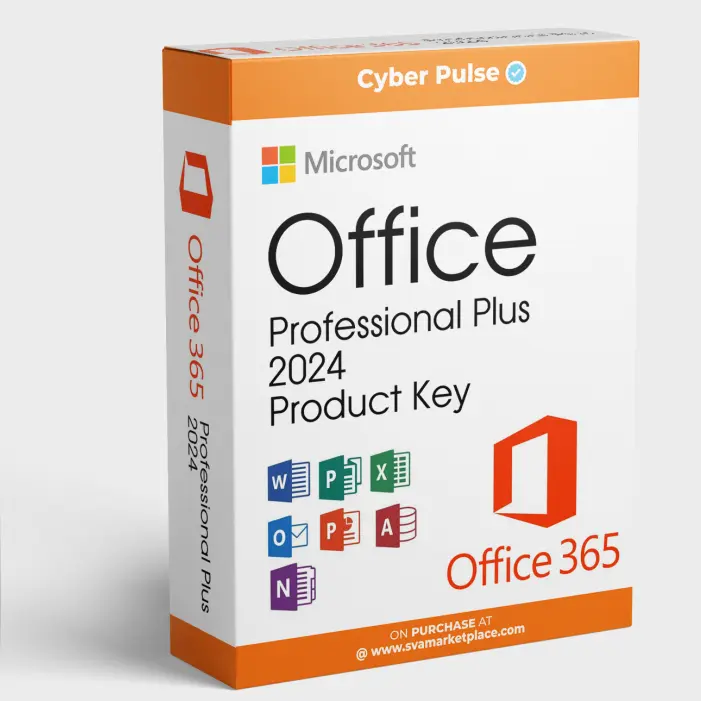 Cyber Pulse
Microsoft
Office
Professional Plus
2024
Product Key
W P X
O P A
N
Office 365
ON PURCHASE AT
@ www.svamarketplace.com
Office 365
Professional Plus
2024